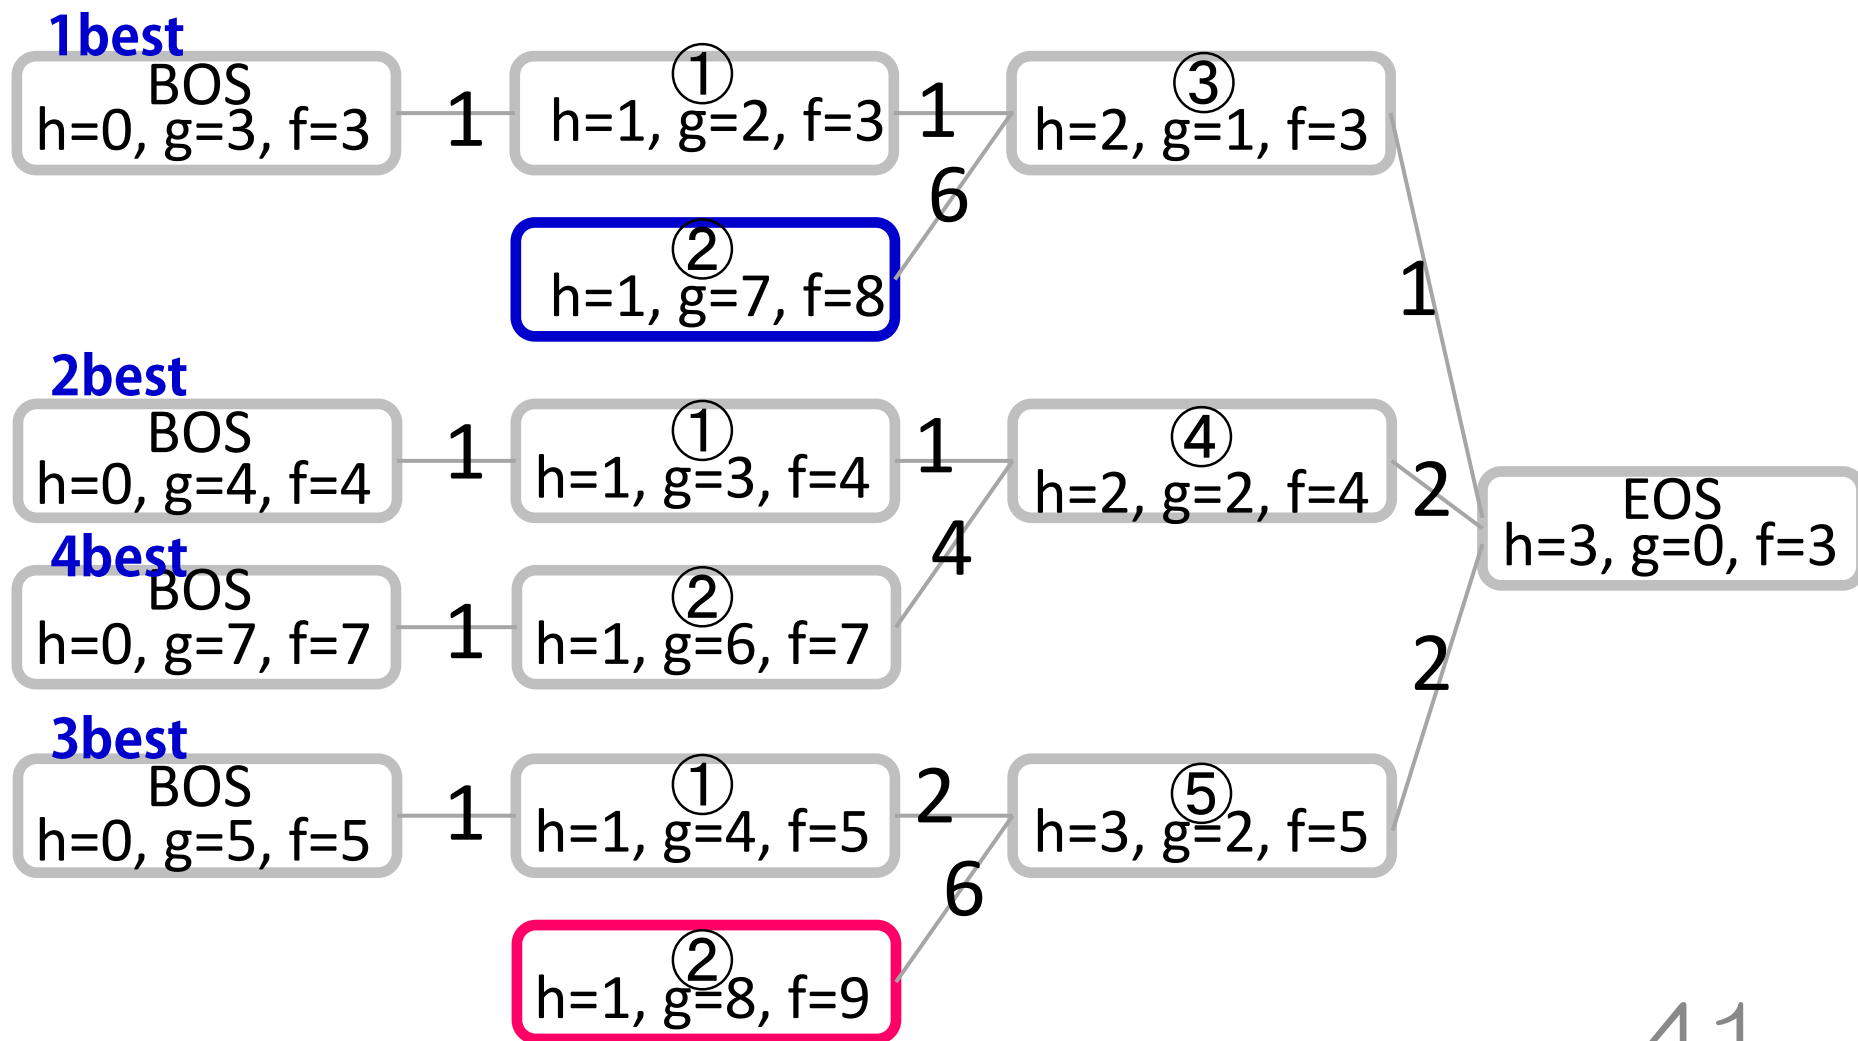 1best
BOS
h=0, g=3, f=3
1
①
h=1, g=2, f=3
1
③
h=2, g=1, f=3
6
②
h=1, g=7, f=8
1
2best
BOS
h=0, g=4, f=4
1
①
h=1, g=3, f=4
1
④
h=2, g=2, f=4
2
EOS
h=3, g=0, f=3
4best
BOS
h=0, g=7, f=7
1
②
h=1, g=6, f=7
4
2
3best
BOS
h=0, g=5, f=5
1
①
h=1, g=4, f=5
2
⑤
h=3, g=2, f=5
6
②
h=1, g=8, f=9
41